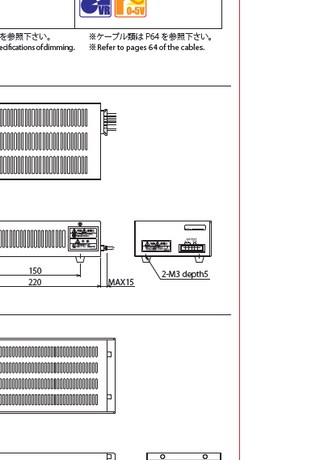 VR 0-5V
を参照下さい。 ※ケーブル類は P64 を参照下さい。
ecifications of dimming. ※Refer to pages 64 of the cables.
150
2-M3 depth5
220 MAX15